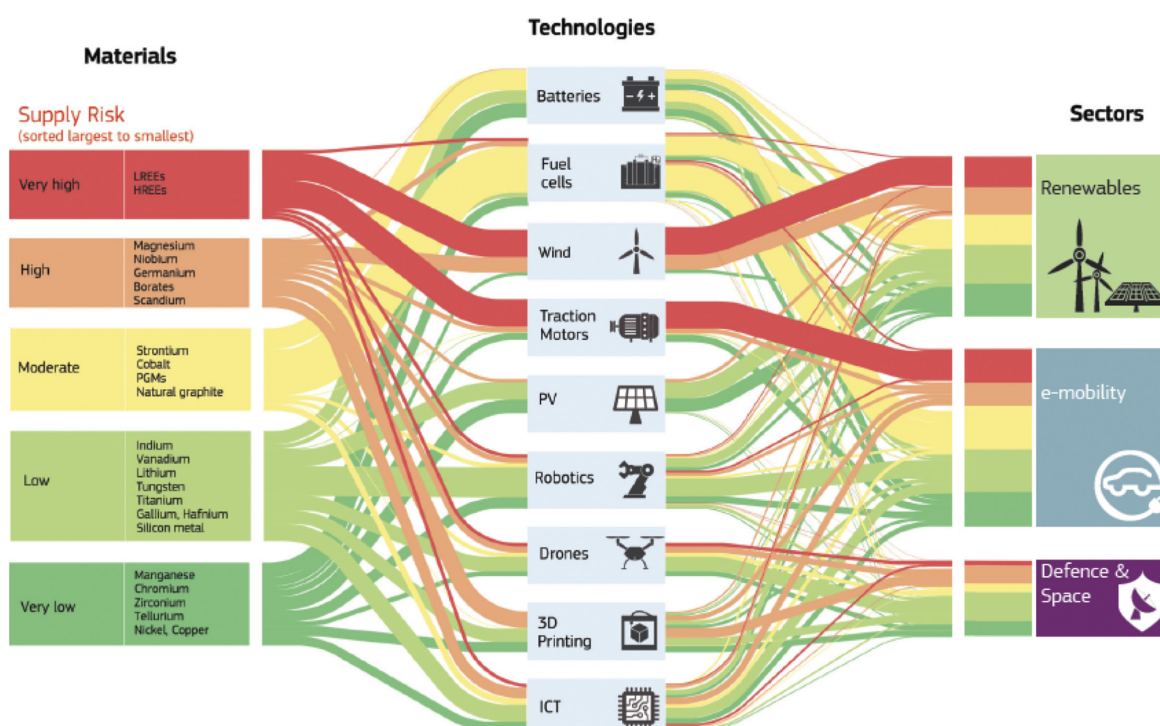 Materials
Technologies
Sectors
Supply Risk
(sorted largest to smallest)
Very high
LREEs
HREEs
High
Magnesium
Niobium
Germanium
Borates
Scandium
Moderate
Strontium
Cobalt
PGMs
Natural graphite
Low
Indium
Vanadium
Lithium
Tungsten
Titanium
Gallium, Hafnium
Silicon metal
Very low
Manganese
Chromium
Zirconium
Tellurium
Nickel, Copper
Batteries
Fuel
cells
H2
Wind
Traction
Motors
PV
Robotics
Drones
3D
Printing
ICT
Renewables
e-mobility
Defence &
Space